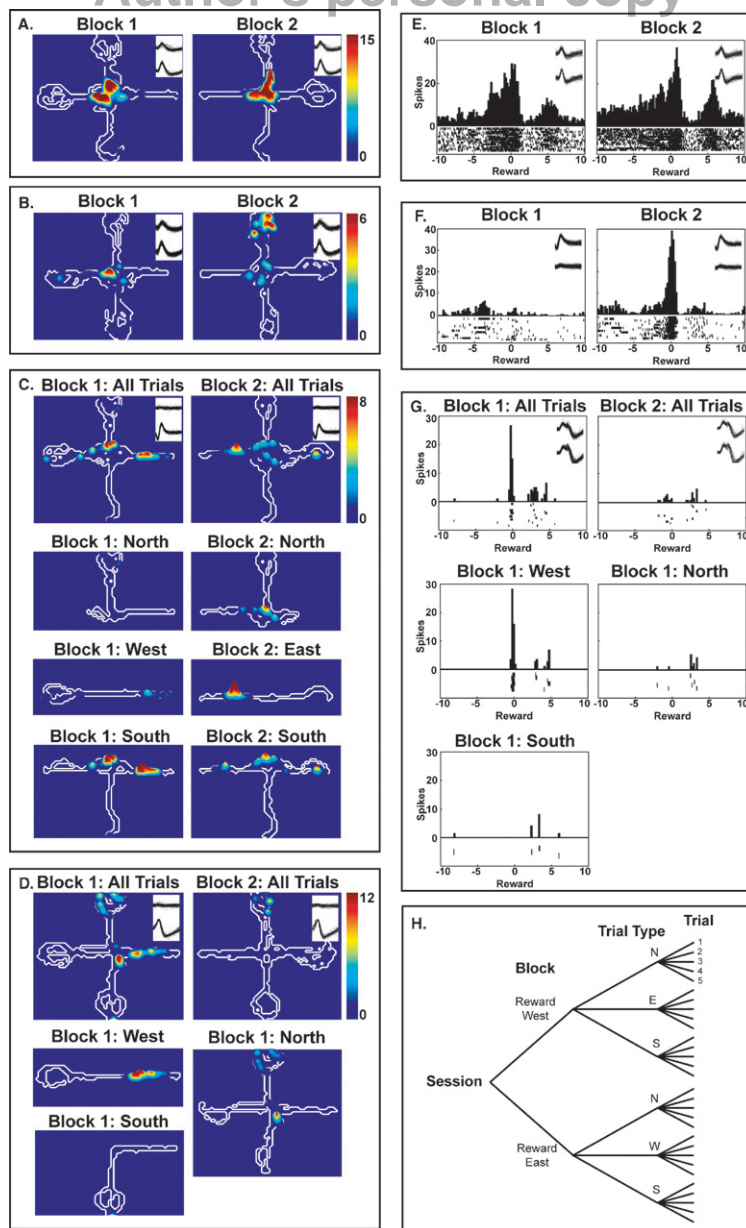 Author's personal copy
A.
Block 1
Block 2
15
0
B.
Block 1
Block 2
6
0
C.
Block 1: All Trials
Block 2: All Trials
8
0
Block 1: North
Block 2: North
Block 1: West
Block 2: East
Block 1: South
Block 2: South
D.
Block 1: All Trials
Block 2: All Trials
12
0
Block 1: West
Block 1: North
Block 1: South
E.
Block 1
Block 2
40
20
0
Spikes
-10 -5 0 5 10
Reward
-10 -5 0 5 10
Reward
F.
Block 1
Block 2
40
30
20
10
0
Spikes
-10 -5 0 5 10
Reward
-10 -5 0 5 10
Reward
G.
Block 1: All Trials
Block 2: All Trials
30
20
10
0
Spikes
-10 -5 0 5 10
Reward
-10 -5 0 5 10
Reward
Block 1: West
Block 1: North
30
20
10
0
Spikes
-10 -5 0 5 10
Reward
-10 -5 0 5 10
Reward
Block 1: South
30
20
10
0
Spikes
-10 -5 0 5 10
Reward
H.
Trial Type
Trial
Block
N
1
2
3
4
5
Reward
West
E
S
Session
N
Reward
East
W
S